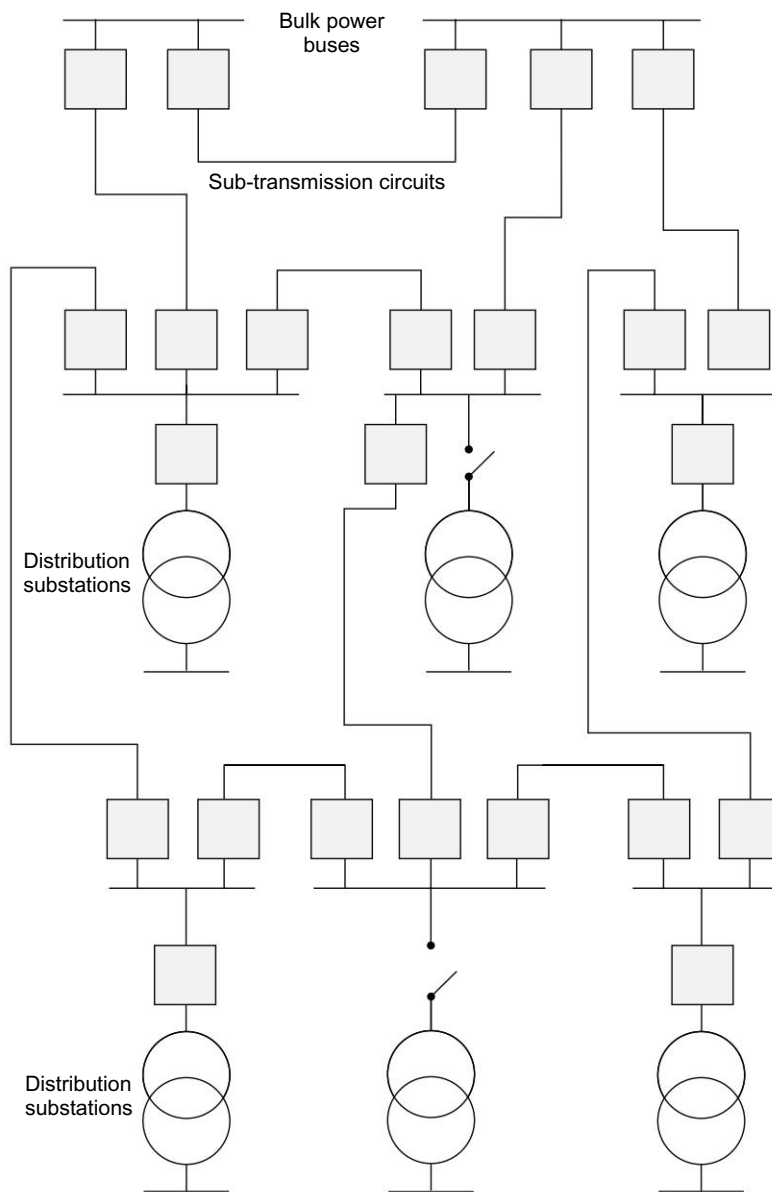 Bulk power
buses
Sub-transmission circuits
Distribution
substations
Distribution
substations